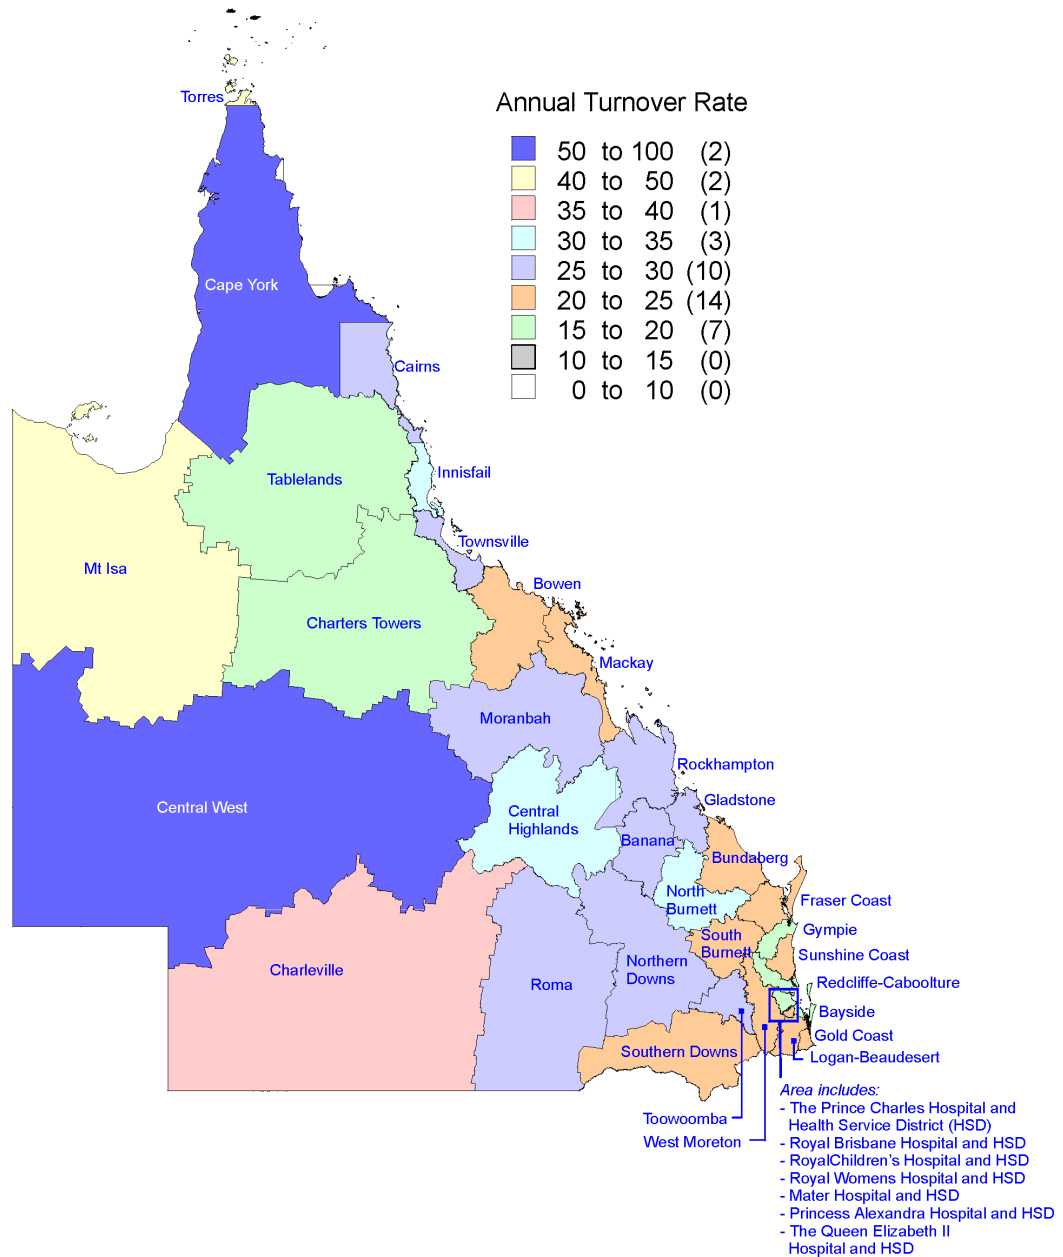 Torres
Annual Turnover Rate
50 to 100 (2)
40 to 50 (2)
35 to 40 (1)
30 to 35 (3)
25 to 30 (10)
20 to 25 (14)
15 to 20 (7)
10 to 15 (0)
0 to 10 (0)
Cape York
Cairns
Innisfail
Tablelands
Townsville
Mt Isa
Bowen
Charters Towers
Mackay
Moranbah
Rockhampton
Gladstone
Central West
Central
Highlands
Banana
Bundaberg
North
Burnett
Fraser Coast
Gympie
South
Burnett
Sunshine Coast
Charleville
Northern
Downs
Roma
Redcliffe-Caboolture
Bayside
Gold Coast
Southern Downs
Logan-Beaudesert
Toowoomba
West Moreton
Area includes:
- The Prince Charles Hospital and
Health Service District (HSD)
- Royal Brisbane Hospital and HSD
- RoyalChildren's Hospital and HSD
- Royal Womens Hospital and HSD
- Mater Hospital and HSD
- Princess Alexandra Hospital and HSD
- The Queen Elizabeth II
Hospital and HSD